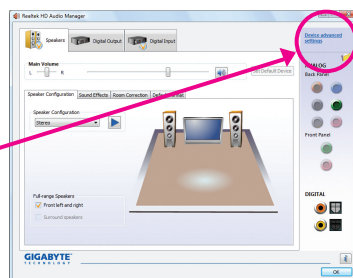 Realtek HD Audio Manager
Speakers
Digital Output
Digital Input
Device advanced
settings
Main Volume
L
R
Set Default Device
ANALOG
Back Panel
Speaker Configuration
Sound Effects
Room Correction
Default Format
Speaker Configuration
Stereo
Front Panel
Full-range Speakers
Front left and right
Surround speakers
DIGITAL
GIGABYTE
TECHNOLOGY
i
OK